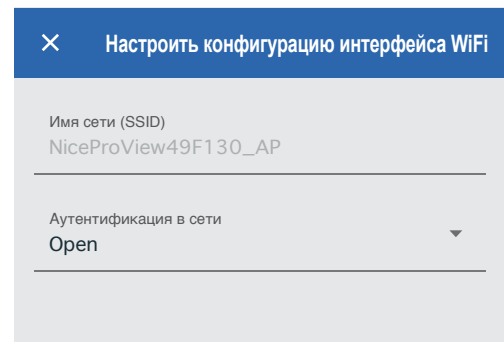 Настроить конфигурацию интерфейса WiFi
Имя сети (SSID)
NiceProView49F130_AP
Аутентификация в сети
Open